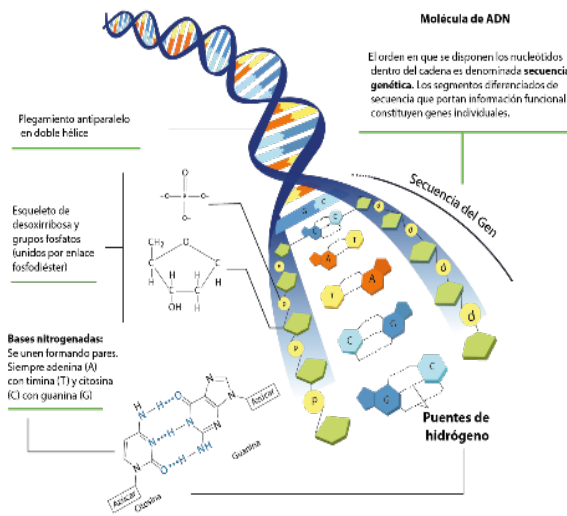 Molécula de ADN
El orden en que se disponen los nucleótidos
dentro del cadena es denominada secuencia
genética. Los segmentos diferenciados de
secuencia que portan información funcional
constituyen genes individuales.
Plegamiento antiparalelo
en doble hélice
Secuencia del Gen
Esqueleto de
desoxirribosa y
grupos fosfatos
(unidos por enlace
fosfodiéster)
O
-O-P-O-
O
CH₂
O
H
H
H
H
OH
H
G
C
C
G
A
T
T
A
C
G
G
C
P
P
Bases nitrogenadas:
Se unen formando pares.
Siempre adenina (A)
con timina (T) y citosina
(C) con guanina (G)
Puentes de
hidrógeno
H
N
H
O
N
N
N
H
N
N
N
O
H
NH
Azúcar
Guanina
Azúcar
Citosina